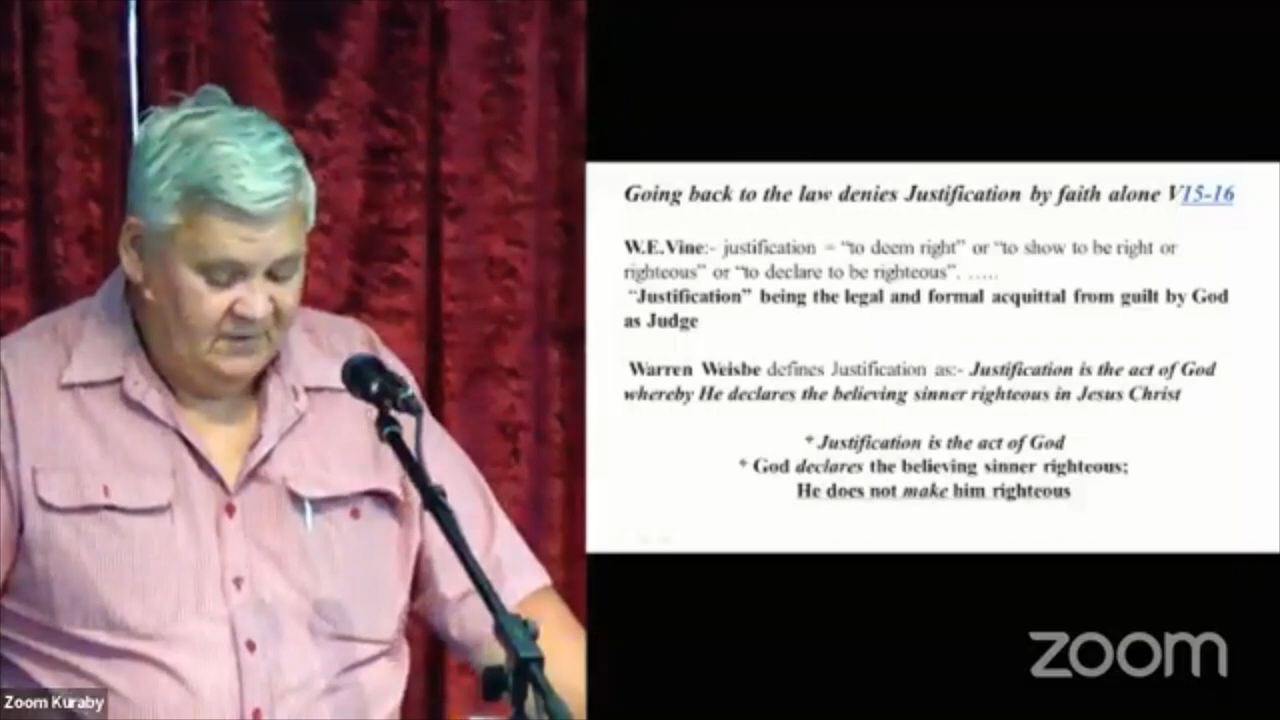 Going back to the law denies Justification by faith alone V15-16
W.E.Vine:- justification = “to deem right” or “to show to be right or
righteous” or “to declare to be righteous”. …..
“Justification” being the legal and formal acquittal from guilt by God
as Judge
Warren Weisbe defines Justification as:- Justification is the act of God
whereby He declares the believing sinner righteous in Jesus Christ
* Justification is the act of God
* God declares the believing sinner righteous;
He does not make him righteous
Zoom Kuraby
zoom